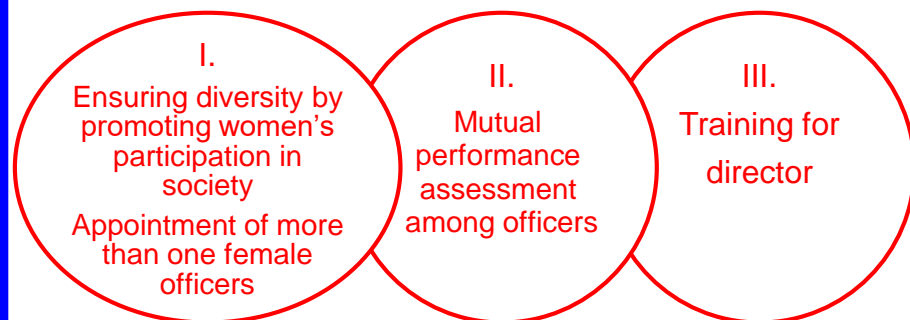 I.
Ensuring diversity by
promoting women's
participation in
society
Appointment of more
than one female
officers
II.
Mutual
performance
assessment
among officers
III.
Training for
director